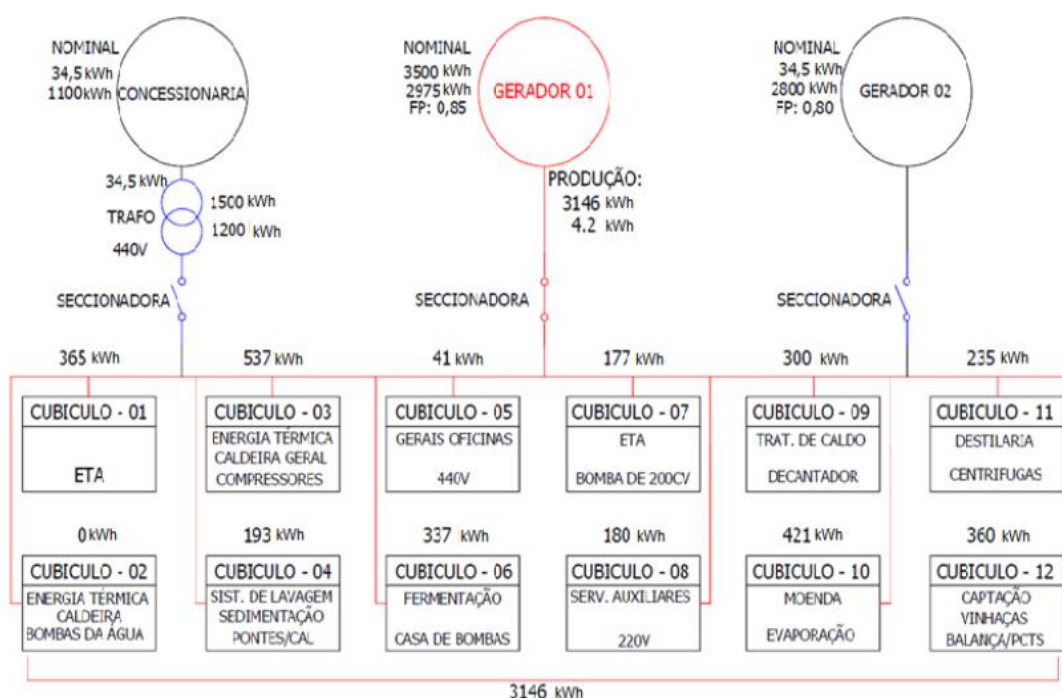 NOMINAL
34,5 kWh
1100kWh
CONCESSIONARIA
NOMINAL
3500 kWh
2975 kWh
FP: 0,85
GERADOR 01
NOMINAL
34,5 kWh
2800 kWh
FP: 0,80
GERADOR 02
34,5 kWh
TRAFO
440V
1500 kWh
1200 kWh
PRODUÇÃO:
3146 kWh
4.2 kWh
SECCIONADORA
SECCIONADORA
SECCIONADORA
365 kWh
537 kWh
41 kWh
177 kWh
300 kWh
235 kWh
CUBICULO - 01
ETA
CUBICULO - 03
ENERGIA TÉRMICA
CALDEIRA GERAL
COMPRESSORES
CUBICULO - 05
GERAIS OFICINAS
440V
CUBICULO - 07
ETA
BOMBA DE 200CV
CUBICULO - 09
TRAT. DE CALDO
DECANTADOR
CUBICULO - 11
DESTILARIA
CENTRIFUGAS
0 kWh
193 kWh
337 kWh
180 kWh
421 kWh
360 kWh
CUBICULO - 02
ENERGIA TÉRMICA
CALDEIRA
BOMBAS DA ÁGUA
CUBICULO - 04
SIST. DE LAVAGEM
SEDIMENTAÇÃO
PONTES/CAL
CUBICULO - 06
FERMENTAÇÃO
CASA DE BOMBAS
CUBICULO - 08
SERV. AUXILIARES
220V
CUBICULO - 10
MOENDA
EVAPORAÇÃO
CUBICULO - 12
CAPTAÇÃO
VINHAÇAS
BALANÇA/PCTS
3146 kWh